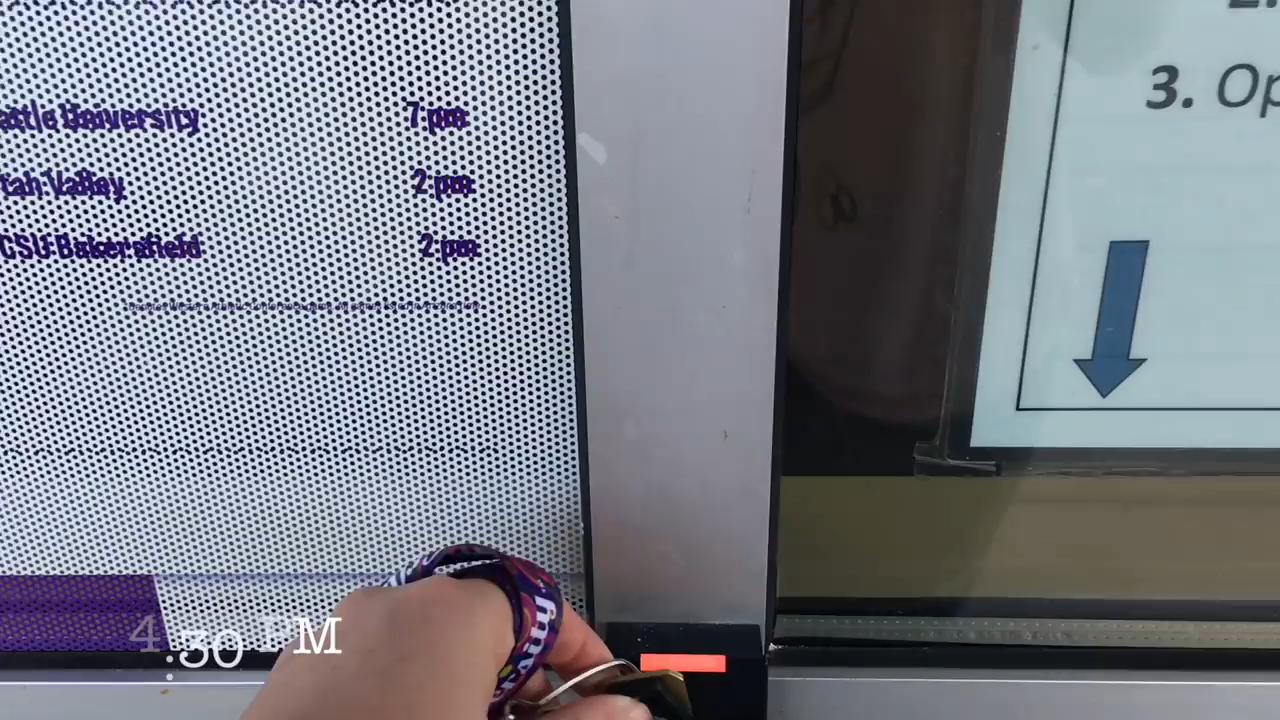 attle University 7 pm
tah Valley 2 pm
CSU Bakersfield 2 pm
3. Op
4:30 PM